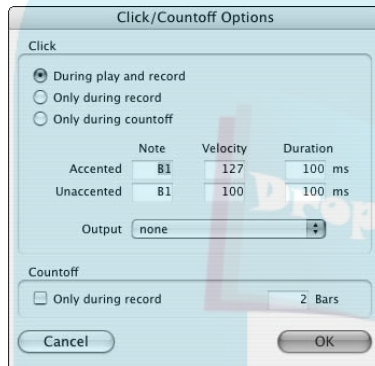 Click/Countoff Options
Click
During play and record
Only during record
Only during countoff
Note Velocity Duration
Accented B1 127 100 ms
Unaccented B1 100 100 ms
Output none
Countoff
Only during record 2 Bars
Cancel OK
Drop